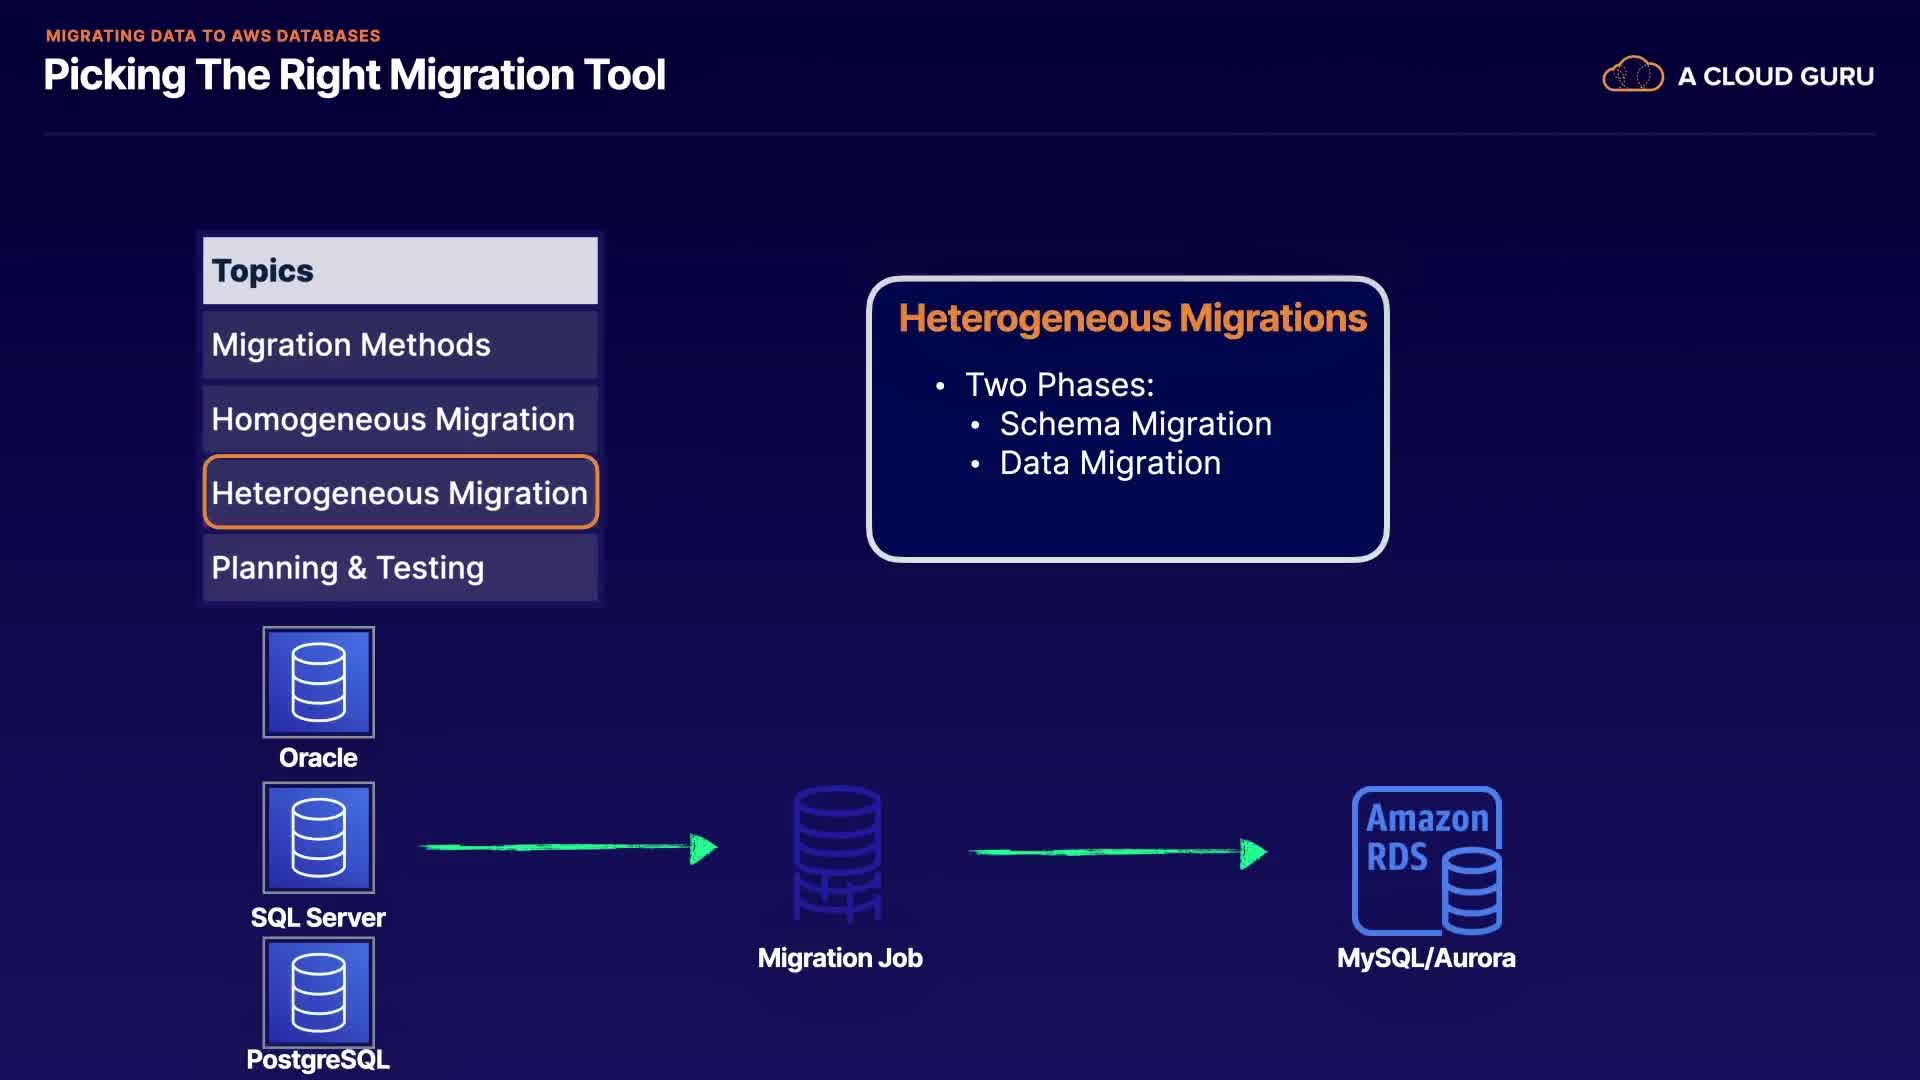 MIGRATING DATA TO AWS DATABASES
Picking The Right Migration Tool
A CLOUD GURU
Topics
Migration Methods
Homogeneous Migration
Heterogeneous Migration
Planning & Testing
Heterogeneous Migrations
• Two Phases:
• Schema Migration
• Data Migration
Oracle
SQL Server
PostgreSQL
Migration Job
Amazon
RDS
MySQL/Aurora